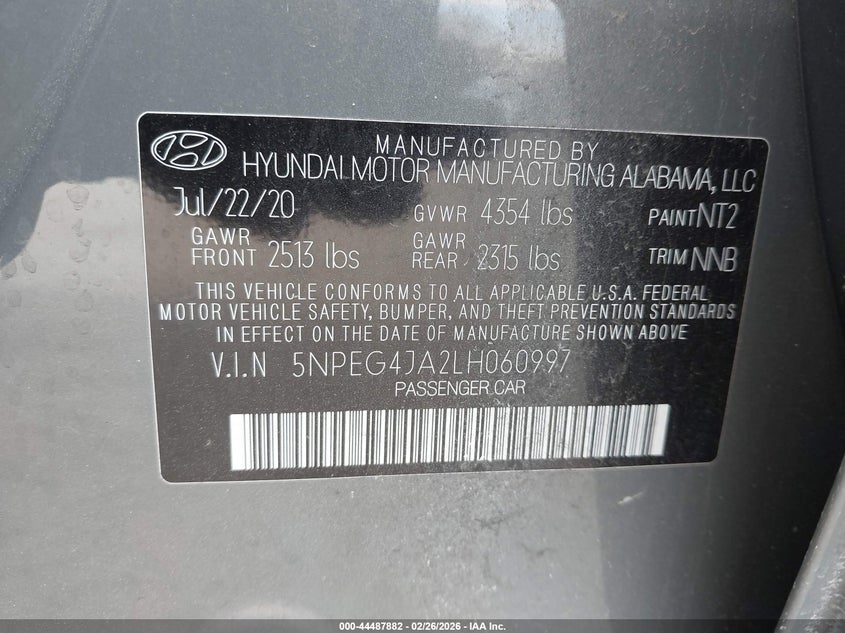 MANUFACTURED BY
HYUNDAI MOTOR MANUFACTURING ALABAMA, LLC
Jul/22/20 GVWR 4354 lbs PAINT NT2
GAWR FRONT 2513 lbs GAWR REAR 2315 lbs TRIM NNB
THIS VEHICLE CONFORMS TO ALL APPLICABLE U.S.A. FEDERAL
MOTOR VEHICLE SAFETY, BUMPER, AND THEFT PREVENTION STANDARDS
IN EFFECT ON THE DATE OF MANUFACTURE SHOWN ABOVE
V.I.N 5NPEG4JA2LH060997
PASSENGER CAR
000-44487882 - 02/26/2026 - IAA Inc.